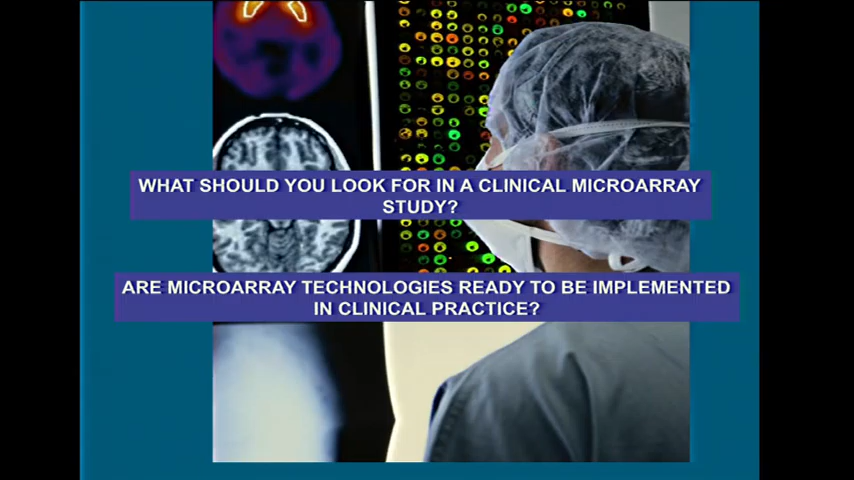 WHAT SHOULD YOU LOOK FOR IN A CLINICAL MICROARRAY
STUDY?
ARE MICROARRAY TECHNOLOGIES READY TO BE IMPLEMENTED
IN CLINICAL PRACTICE?